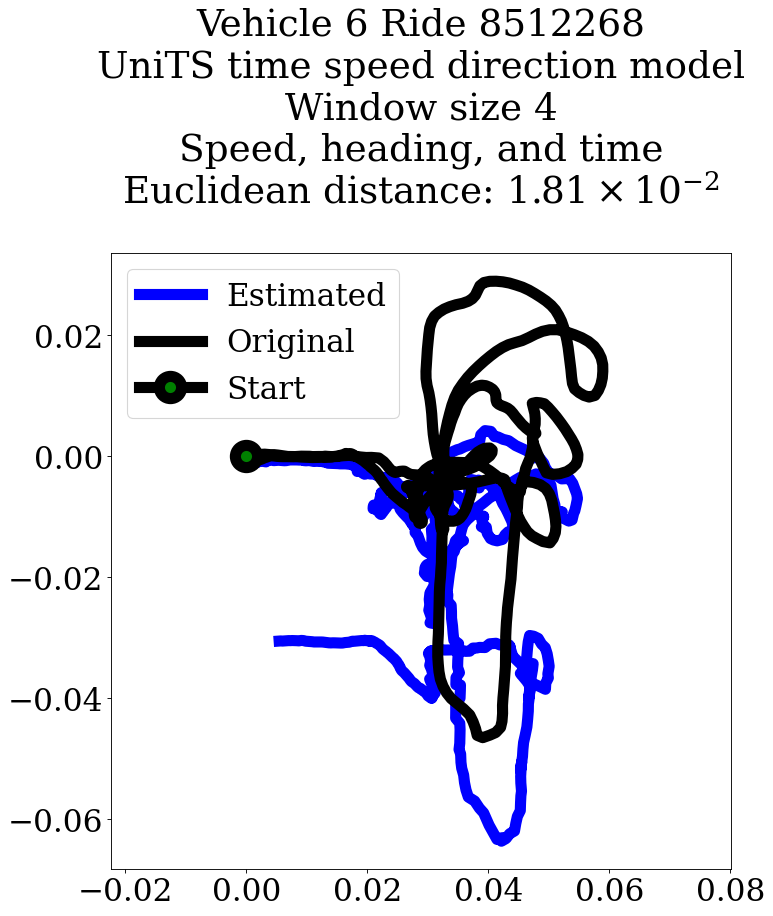 Vehicle 6 Ride 8512268
UniTS time speed direction model
Window size 4
Speed, heading, and time
Euclidean distance: 1.81 × 10⁻²
Estimated
Original
Start
0.02
0.00
−0.02
−0.04
−0.06
−0.02 0.00 0.02 0.04 0.06 0.08